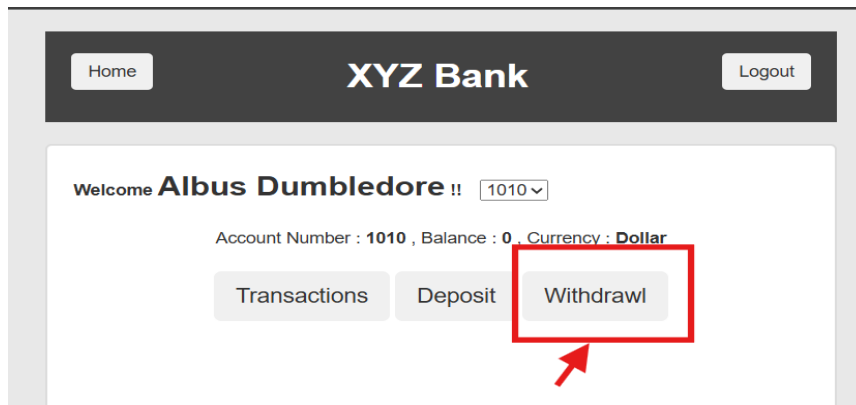 Home XYZ Bank Logout
Welcome Albus Dumbledore !! 1010
Account Number : 1010 , Balance : 0 , Currency : Dollar
Transactions Deposit Withdrawl